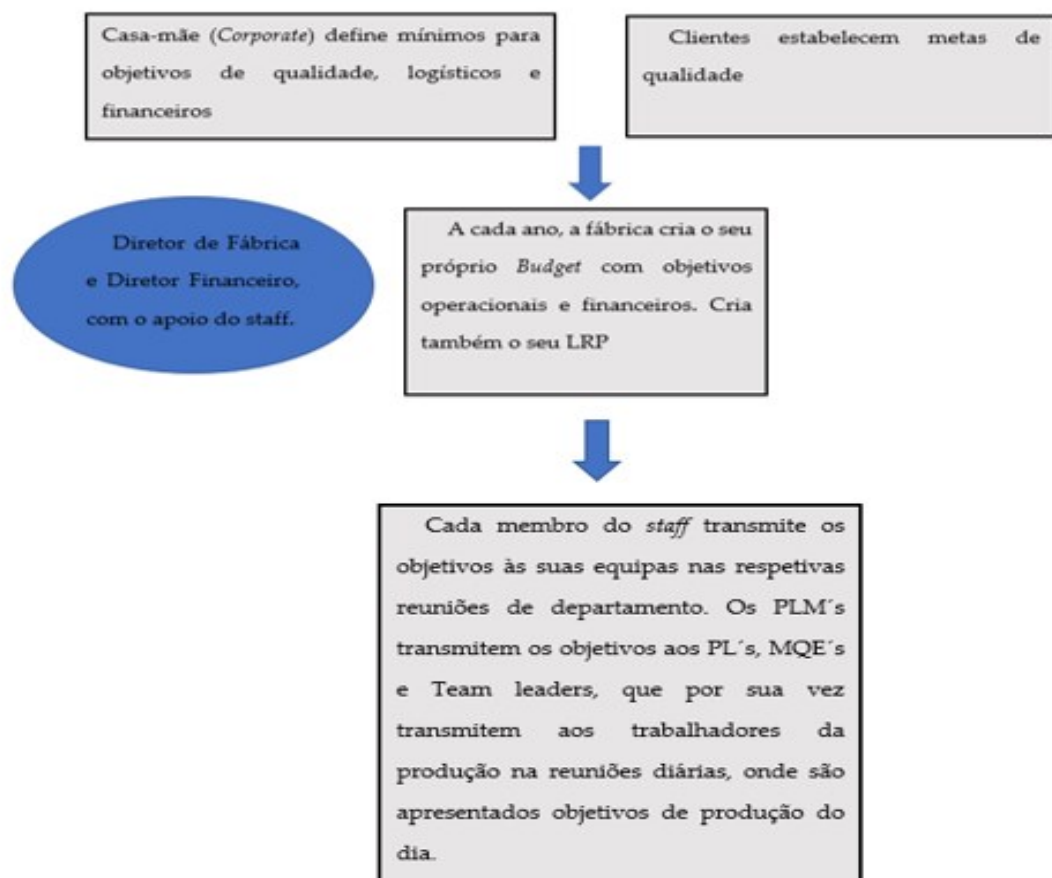 Casa-mãe (Corporate) define mínimos para
objetivos de qualidade, logísticos e
financeiros
Clientes estabelecem metas de
qualidade
Diretor de Fábrica
e Diretor Financeiro,
com o apoio do staff.
A cada ano, a fábrica cria o seu
próprio Budget com objetivos
operacionais e financeiros. Cria
também o seu LRP
Cada membro do staff transmite os
objetivos às suas equipas nas respetivas
reuniões de departamento. Os PLM´s
transmitem os objetivos aos PL´s, MQE´s
e Team leaders, que por sua vez
transmitem aos trabalhadores da
produção na reuniões diárias, onde são
apresentados objetivos de produção do
dia.